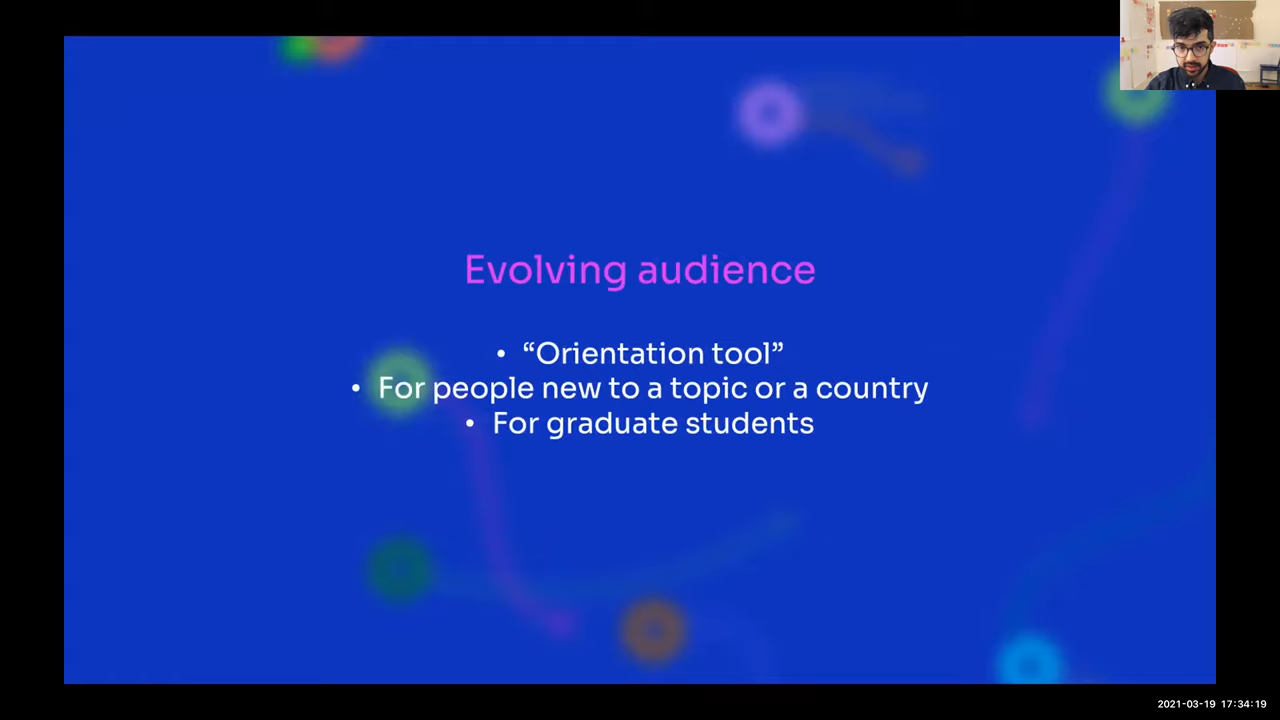 Evolving audience
• “Orientation tool”
• For people new to a topic or a country
• For graduate students
2021-03-19 17:34:19